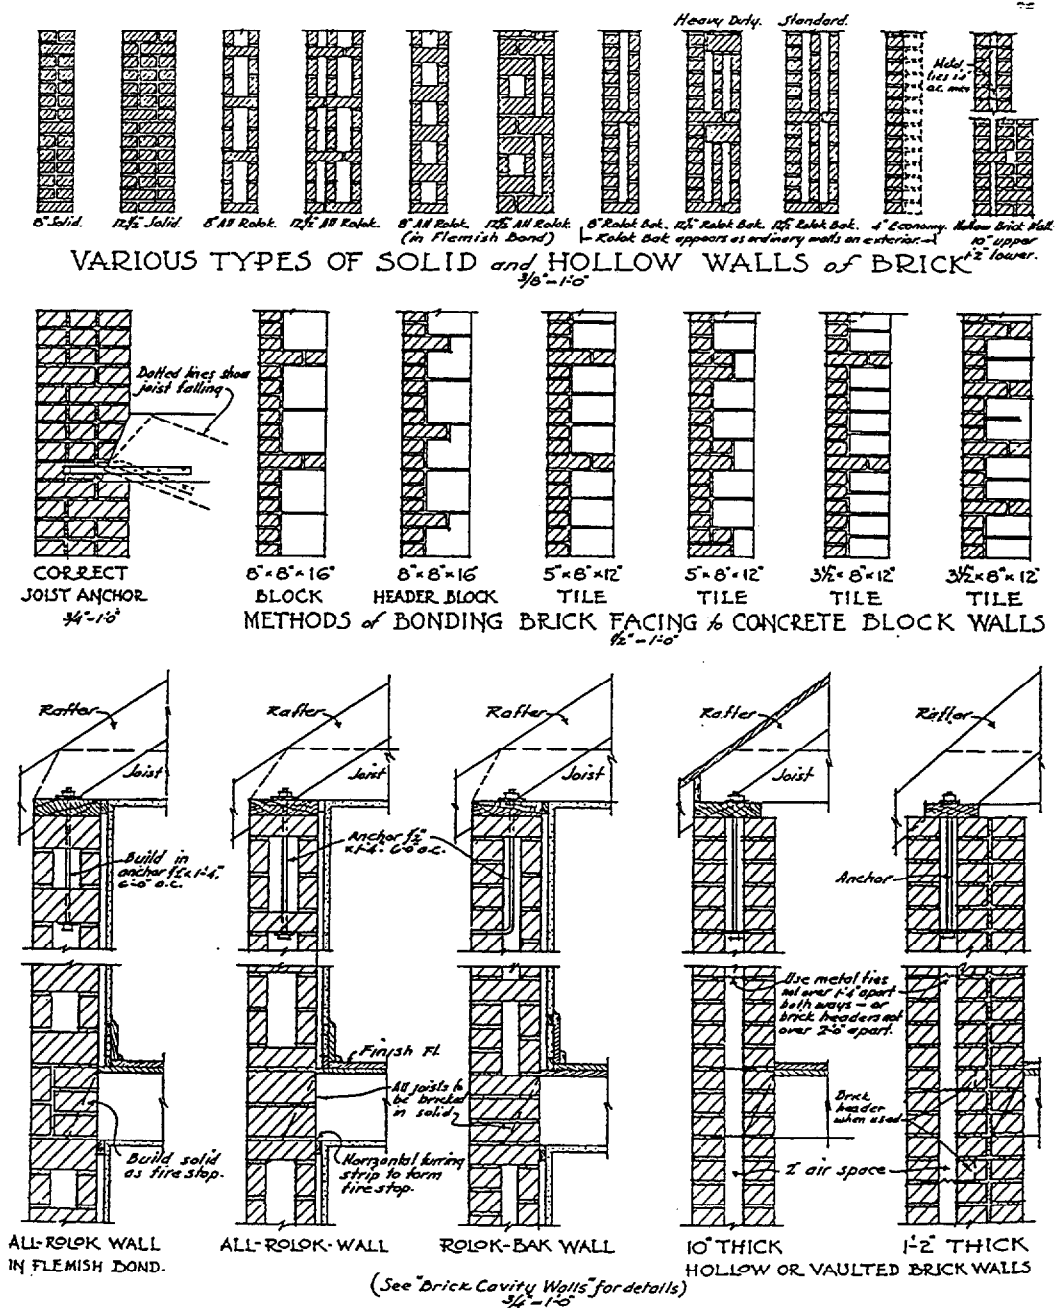 Heavy Duty. Standard.
Metal
ties 24"
o.c. max
8" Solid. 12½" Solid. 8" All Rolok. 12½" All Rolok. 8" All Rolok. 12½" All Rolok. 8" Rolok Bak. 12½" Rolok Bak. 12½ Rolok Bak. 4" Economy. Hollow Brick Wall
(in Flemish Bond) Rolok Bak appears as ordinary walls on exterior. 10" upper
12" lower.
VARIOUS TYPES OF SOLID and HOLLOW WALLS of BRICK
3/8" - 1'-0"
Dotted lines show
joist falling
CORRECT
JOIST ANCHOR
3/4" - 1'-0"
8" x 8" x 16"
BLOCK
8" x 8" x 16"
HEADER BLOCK
5" x 8" x 12"
TILE
5" x 8" x 12"
TILE
3½" x 8" x 12"
TILE
3½" x 8" x 12"
TILE
METHODS of BONDING BRICK FACING to CONCRETE BLOCK WALLS
1/2" - 1'-0"
Rafter
Joist
Rafter
Joist
Rafter
Joist
Rafter
Joist
Rafter
Build in
anchor ½" x 1'-4"
6'-0" o.c.
Anchor ½"
x 1'-4" 6'-0" o.c.
Anchor
Use metal ties
not over 1'-4" apart
both ways - or
brick headers not
over 2'-0" apart.
Finish Fl.
All joists to
be bricked
in solid
Brick
header
when used
Build solid
as fire stop.
Horizontal furring
strip to form
fire stop.
2" air space
ALL-ROLOK WALL
IN FLEMISH BOND.
ALL-ROLOK-WALL
ROLOK-BAK WALL
10" THICK
1'-2" THICK
HOLLOW OR VAULTED BRICK WALLS
(See "Brick Cavity Walls" for details)
3/4" - 1'-0"